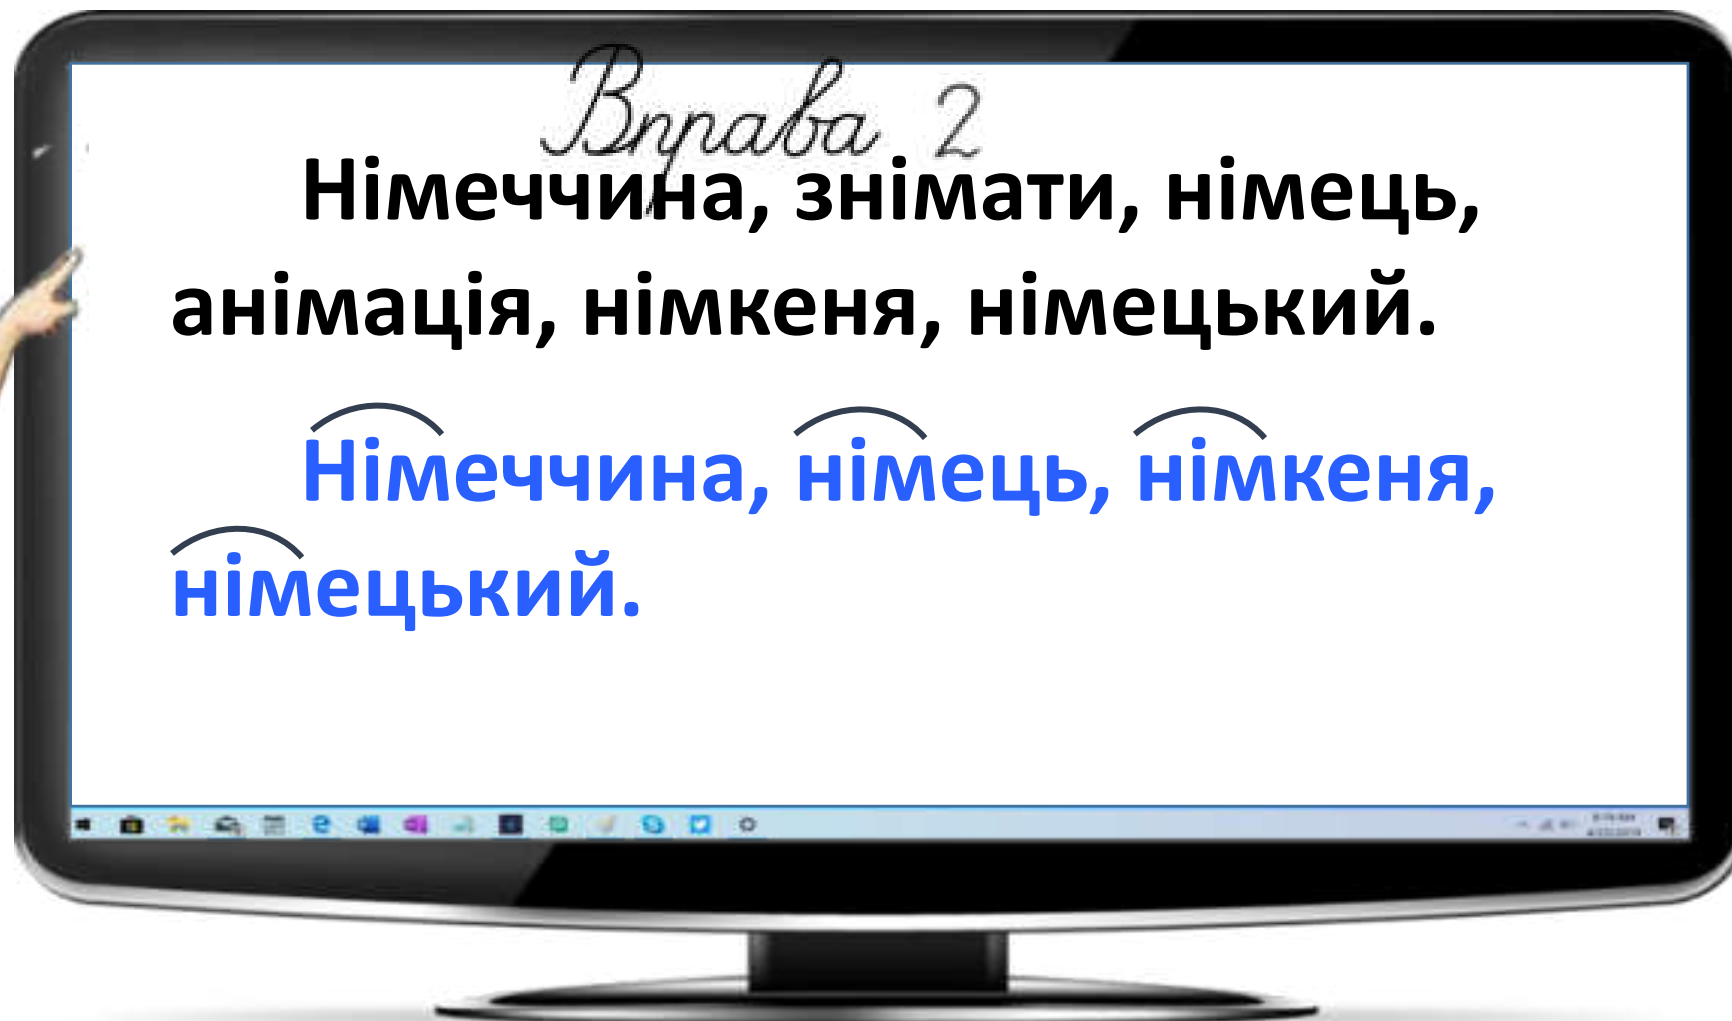 Вправа 2
Німеччина, знімати, німець,
анімація, німкеня, німецький.
Німеччина, німець, німкеня,
німецький.